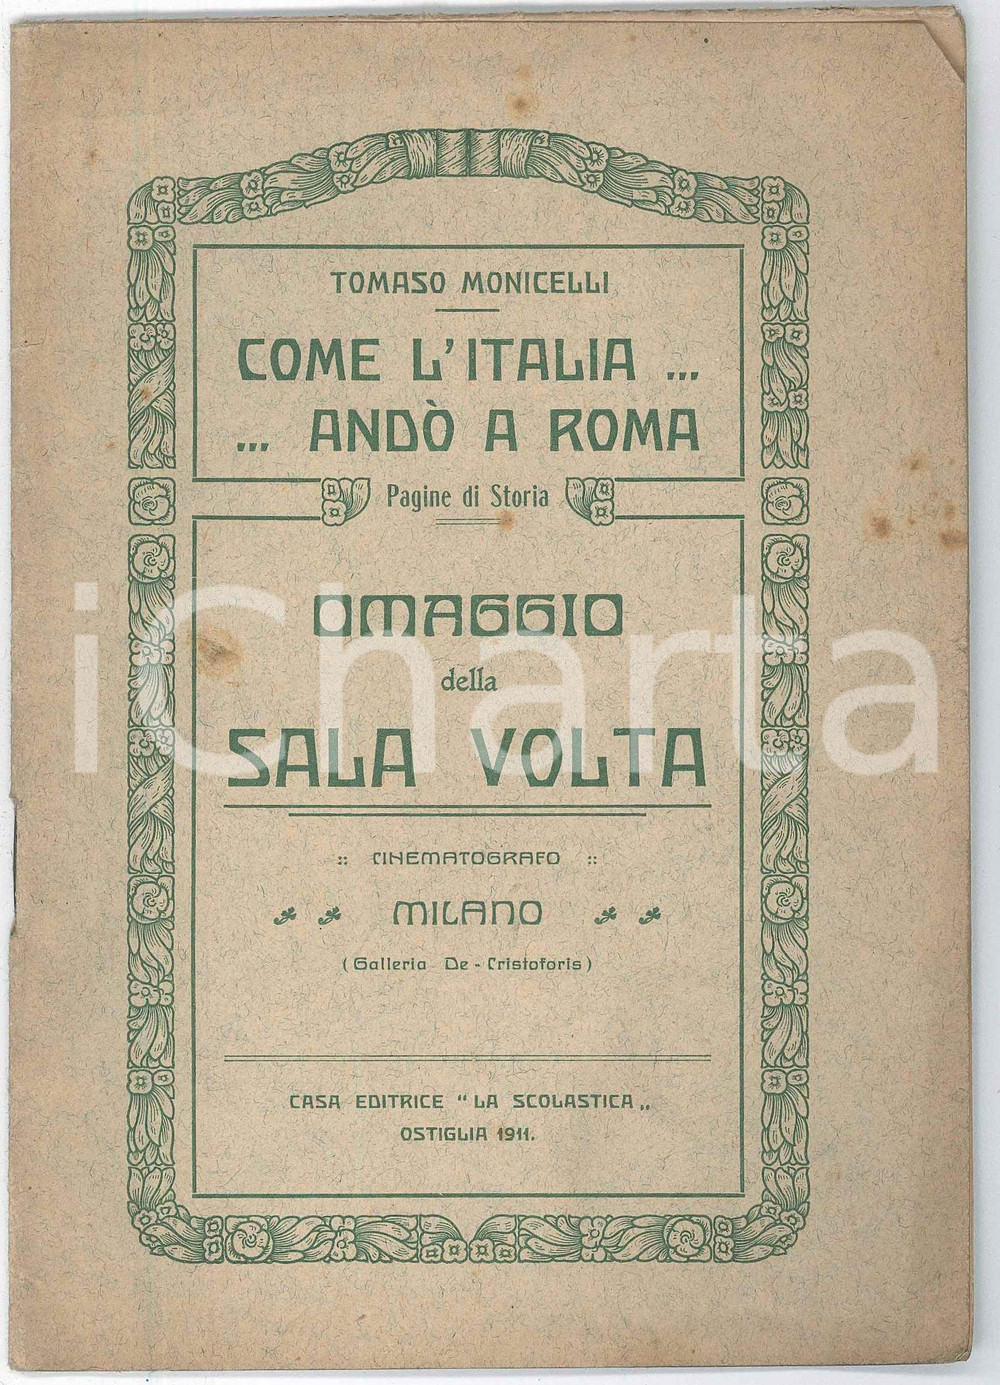 TOMASO MONICELLI
COME L'ITALIA ...
... ANDÒ A ROMA
Pagine di Storia
OMAGGIO
della
SALA VOLTA
:: CINEMATOGRAFO ::
MILANO
(Galleria De-Cristoforis)
CASA EDITRICE “ LA SCOLASTICA „
OSTIGLIA 1911.
iCharta